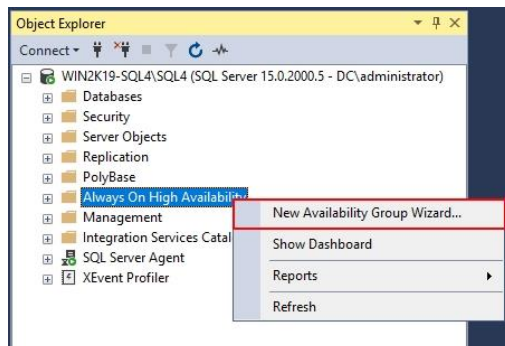 Object Explorer
Connect
WIN2K19-SQL4\SQL4 (SQL Server 15.0.2000.5 - DC\administrator)
Databases
Security
Server Objects
Replication
PolyBase
Always On High Availability
Management
Integration Services Catal
SQL Server Agent
XEvent Profiler
New Availability Group Wizard...
Show Dashboard
Reports
Refresh